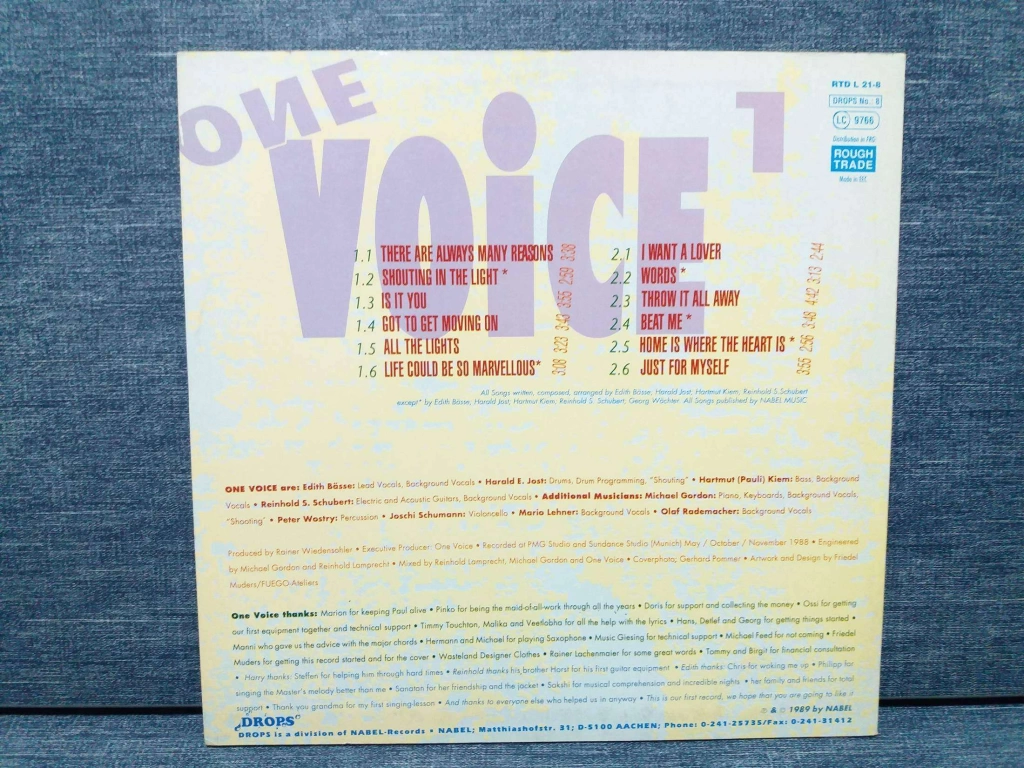 ONE
VOiCE 1
RTD L 21-8
DROPS No.: 8
LC 9766
Distribution in FRG
ROUGH
TRADE
Made in EEC
1.1 THERE ARE ALWAYS MANY REASONS 3:38
1.2 SHOUTING IN THE LIGHT * 2:59
1.3 IS IT YOU 3:55
1.4 GOT TO GET MOVING ON 3:43
1.5 ALL THE LIGHTS 3:23
1.6 LIFE COULD BE SO MARVELLOUS* 3:08
2.1 I WANT A LOVER 2:44
2.2 WORDS * 3:13
2.3 THROW IT ALL AWAY 4:42
2.4 BEAT ME * 3:48
2.5 HOME IS WHERE THE HEART IS * 2:56
2.6 JUST FOR MYSELF 3:55
All Songs written, composed, arranged by Edith Bässe; Harald Jost; Hartmut Kiem; Reinhold S.Schubert
except* by Edith Bässe; Harald Jost; Hartmut Kiem; Reinhold S. Schubert; Georg Wächter. All Songs published by NABEL MUSIC
ONE VOICE are: Edith Bässe: Lead Vocals, Background Vocals • Harald E. Jost: Drums, Drum Programming, "Shouting" • Hartmut (Pauli) Kiem: Bass, Background
Vocals • Reinhold S. Schubert: Electric and Acoustic Guitars, Background Vocals • Additional Musicians: Michael Gordon: Piano, Keyboards, Background Vocals,
"Shouting" • Peter Wostry: Percussion • Joschi Schumann: Violoncello • Mario Lehner: Background Vocals • Olaf Rademacher: Background Vocals
Produced by Rainer Wiedensohler • Executive Producer: One Voice • Recorded at PMG Studio and Sundance Studio (Munich) May / October / November 1988 • Engineered
by Michael Gordon and Reinhold Lamprecht • Mixed by Reinhold Lamprecht, Michael Gordon and One Voice • Coverphoto: Gerhard Pommer • Artwork and Design by Friedel
Muders/FUEGO-Ateliers
One Voice thanks: Marion for keeping Paul alive • Pinko for being the maid-of-all-work through all the years • Doris for support and collecting the money • Ossi for getting
our first equipment together and technical support • Timmy Touchton, Malika and Veetlobha for all the help with the lyrics • Hans, Detlef and Georg for getting things started •
Manni who gave us the advice with the major chords • Hermann and Michael for playing Saxophone • Music Giesing for technical support • Michael Feed for not coming • Friedel
Muders for getting this record started and for the cover • Wasteland Designer Clothes • Rainer Lachenmaier for some great words • Tommy and Birgit for financial consultation
• Harry thanks: Steffen for helping him through hard times • Reinhold thanks his brother Horst for his first guitar equipment • Edith thanks: Chris for waking me up • Philipp for
singing the Master's melody better than me • Sanatan for her friendship and the jacket • Sakshi for musical comprehension and incredible nights • her family and friends for total
support • Thank you grandma for my first singing-lesson • And thanks to everyone else who helped us in anyway • This is our first record, we hope that you are going to like it
DROPS
℗ & © 1989 by NABEL
DROPS is a division of NABEL-Records • NABEL; Matthiashofstr. 31; D-5100 AACHEN; Phone: 0-241-25735/Fax: 0-241-31412